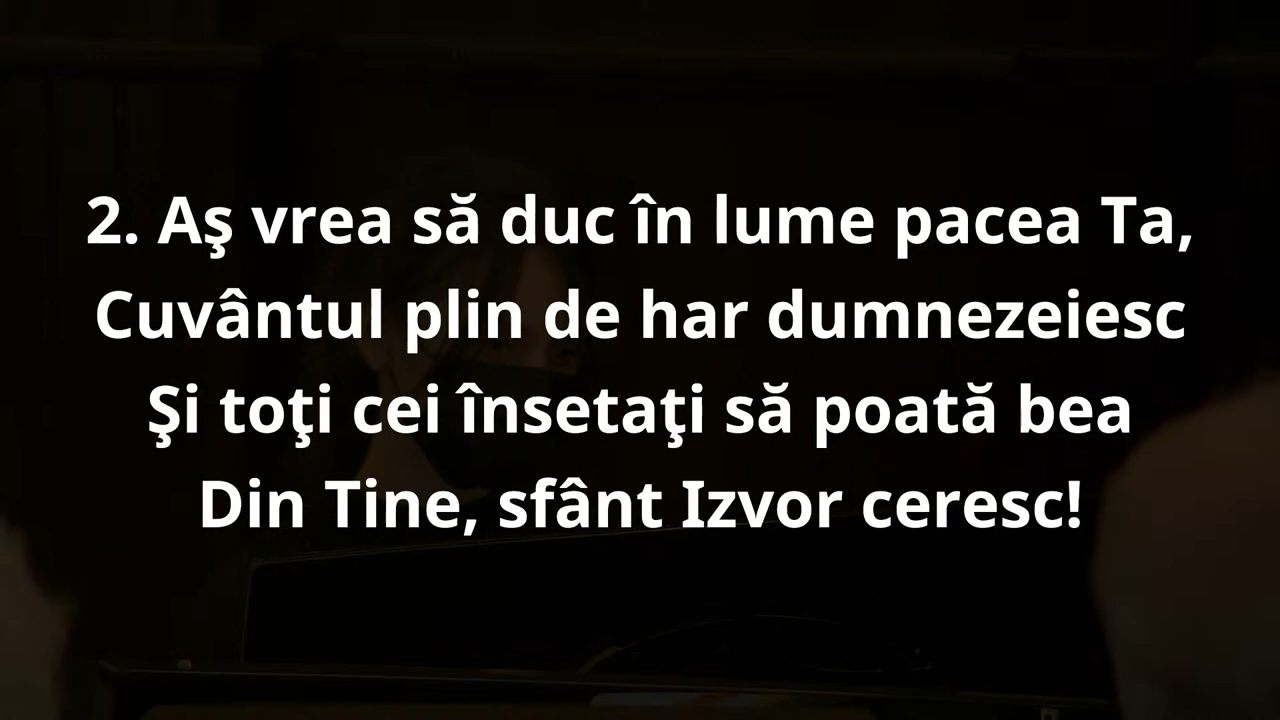 2. Aş vrea să duc în lume pacea Ta,
Cuvântul plin de har dumnezeiesc
Şi toţi cei însetaţi să poată bea
Din Tine, sfânt Izvor ceresc!